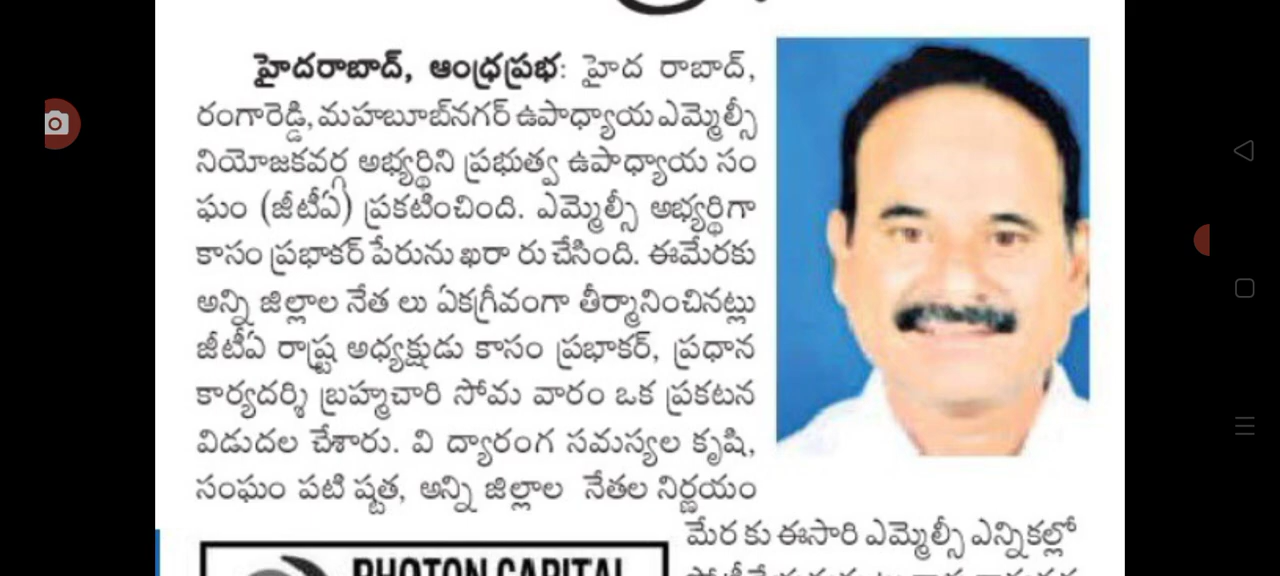 హైదరాబాద్, ఆంధ్రప్రభ: హైద రాబాద్,
రంగారెడ్డి, మహబూబ్‌నగర్ ఉపాధ్యాయ ఎమ్మెల్సీ
నియోజకవర్గ అభ్యర్థిని ప్రభుత్వ ఉపాధ్యాయ సం
ఘం (జీటీఏ) ప్రకటించింది. ఎమ్మెల్సీ అభ్యర్థిగా
కాసం ప్రభాకర్ పేరును ఖరా రు చేసింది. ఈమేరకు
అన్ని జిల్లాల నేత లు ఏకగ్రీవంగా తీర్మానించినట్లు
జీటీఏ రాష్ట్ర అధ్యక్షుడు కాసం ప్రభాకర్, ప్రధాన
కార్యదర్శి బ్రహ్మచారి సోమ వారం ఒక ప్రకటన
విడుదల చేశారు. వి ద్యారంగ సమస్యల కృషి,
సంఘం పటి ష్టత, అన్ని జిల్లాల నేతల నిర్ణయం
మేర కు ఈసారి ఎమ్మెల్సీ ఎన్నికల్లో
PHOTON CAPITAL